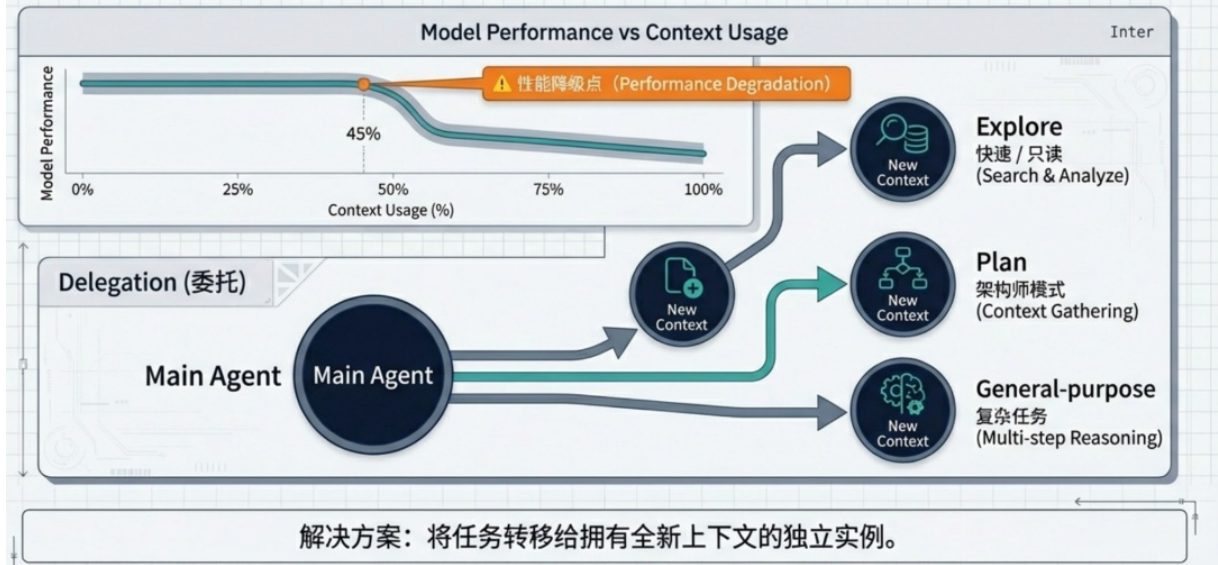 Model Performance vs Context Usage
Inter
Model Performance
⚠ 性能降级点 (Performance Degradation)
45%
0%
25%
50%
75%
100%
Context Usage (%)
Delegation (委托)
Main Agent
Main Agent
New
Context
New
Context
Explore
快速 / 只读
(Search & Analyze)
New
Context
Plan
架构师模式
(Context Gathering)
New
Context
General-purpose
复杂任务
(Multi-step Reasoning)
解决方案：将任务转移给拥有全新上下文的独立实例。